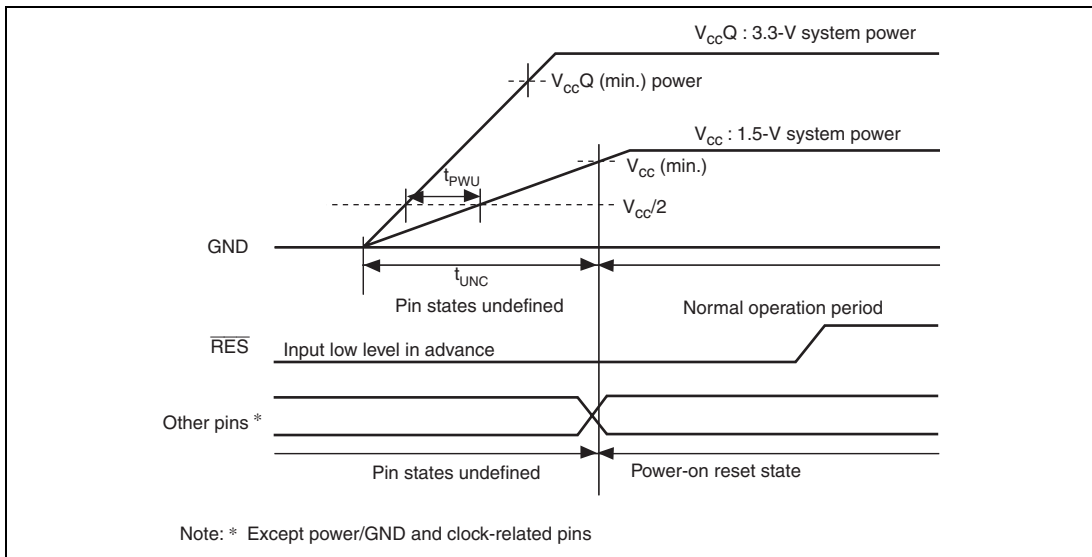 VccQ : 3.3-V system power
VccQ (min.) power
Vcc : 1.5-V system power
Vcc (min.)
tPWU
Vcc/2
GND
tUNC
Pin states undefined
Normal operation period
RES
Input low level in advance
Other pins *
Pin states undefined
Power-on reset state
Note: * Except power/GND and clock-related pins